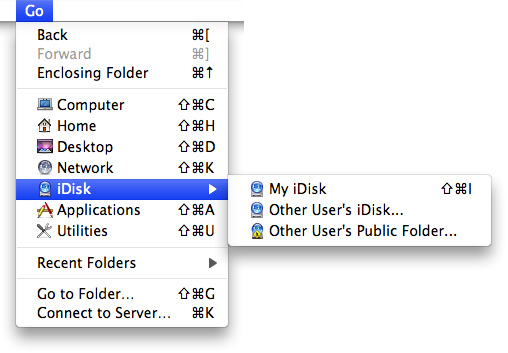 Go
Back ⌘[
Forward ⌘]
Enclosing Folder ⌘↑
Computer ⇧⌘C
Home ⇧⌘H
Desktop ⇧⌘D
Network ⇧⌘K
iDisk
My iDisk ⇧⌘I
Other User's iDisk...
Other User's Public Folder...
Applications ⇧⌘A
Utilities ⇧⌘U
Recent Folders
Go to Folder... ⇧⌘G
Connect to Server... ⌘K